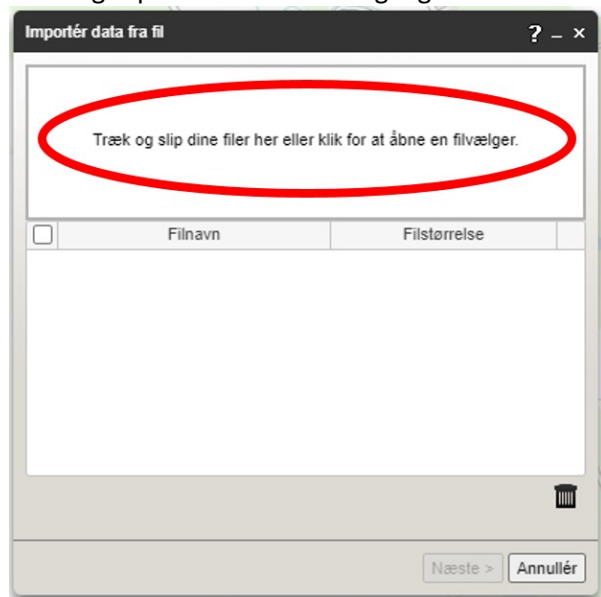 Importér data fra fil ? – ×
Træk og slip dine filer her eller klik for at åbne en filvælger.
Filnavn Filstørrelse
Næste > Annullér